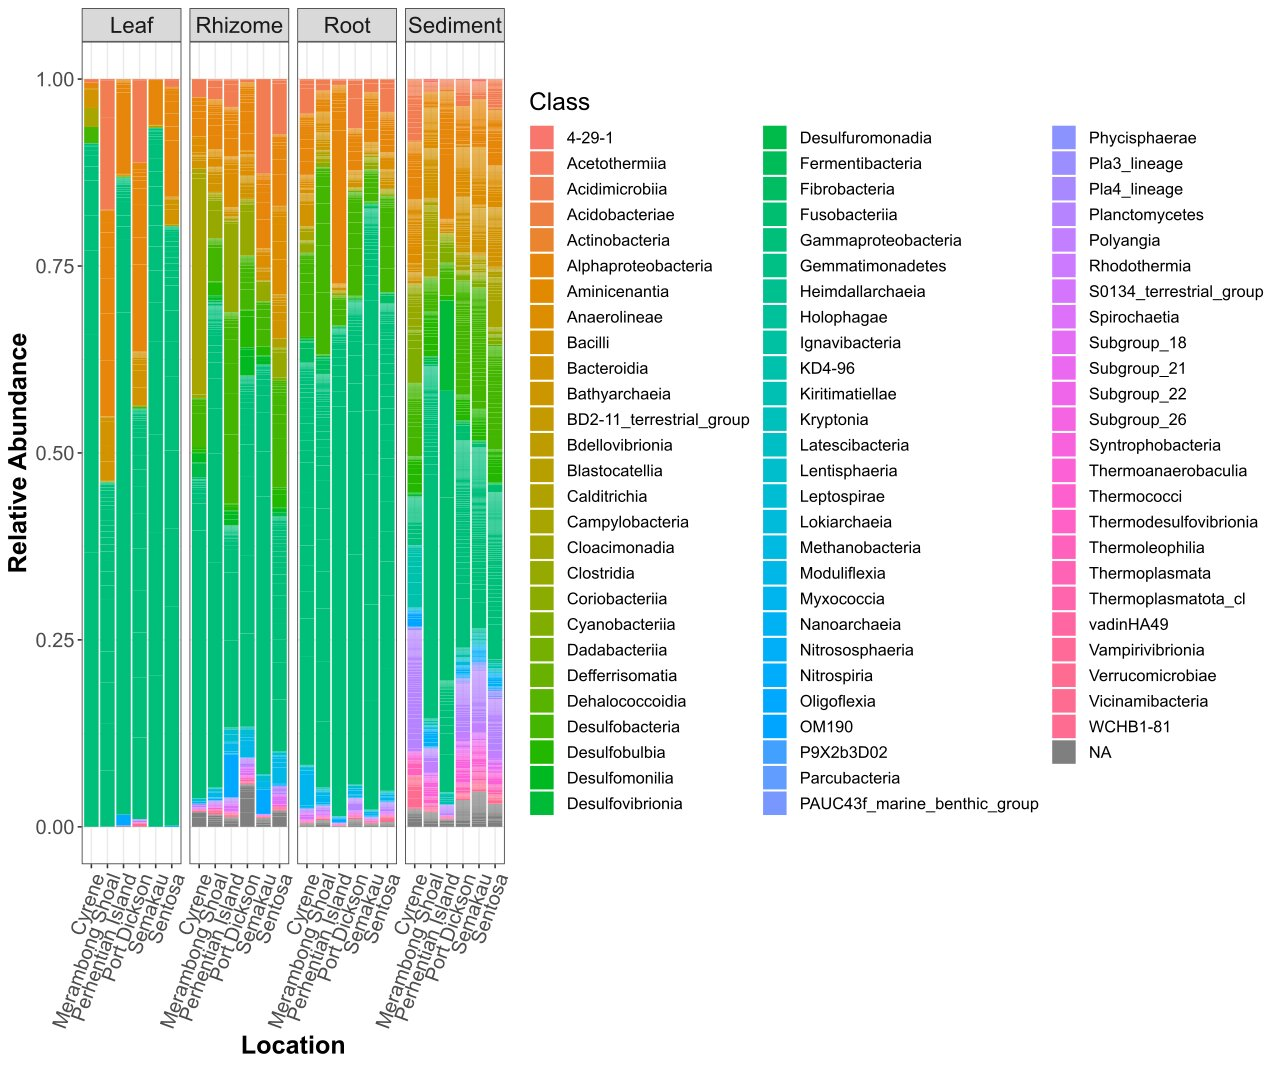 Leaf
Rhizome
Root
Sediment
1.00
0.75
0.50
0.25
0.00
Relative Abundance
Cyrene
Merambong Shoal
Perhentian Island
Port Dickson
Semakau
Sentosa
Cyrene
Merambong Shoal
Perhentian Island
Port Dickson
Semakau
Sentosa
Cyrene
Merambong Shoal
Perhentian Island
Port Dickson
Semakau
Sentosa
Cyrene
Merambong Shoal
Perhentian Island
Port Dickson
Semakau
Sentosa
Location
Class
4-29-1
Acetothermiia
Acidimicrobiia
Acidobacteriae
Actinobacteria
Alphaproteobacteria
Aminicenantia
Anaerolineae
Bacilli
Bacteroidia
Bathyarchaeia
BD2-11_terrestrial_group
Bdellovibrionia
Blastocatellia
Calditrichia
Campylobacteria
Cloacimonadia
Clostridia
Coriobacteriia
Cyanobacteriia
Dadabacteriia
Defferrisomatia
Dehalococcoidia
Desulfobacteria
Desulfobulbia
Desulfomonilia
Desulfovibrionia
Desulfuromonadia
Fermentibacteria
Fibrobacteria
Fusobacteriia
Gammaproteobacteria
Gemmatimonadetes
Heimdallarchaeia
Holophagae
Ignavibacteria
KD4-96
Kiritimatiellae
Kryptonia
Latescibacteria
Lentisphaeria
Leptospirae
Lokiarchaeia
Methanobacteria
Moduliflexia
Myxococcia
Nanoarchaeia
Nitrososphaeria
Nitrospiria
Oligoflexia
OM190
P9X2b3D02
Parcubacteria
PAUC43f_marine_benthic_group
Phycisphaerae
Pla3_lineage
Pla4_lineage
Planctomycetes
Polyangia
Rhodothermia
S0134_terrestrial_group
Spirochaetia
Subgroup_18
Subgroup_21
Subgroup_22
Subgroup_26
Syntrophobacteria
Thermoanaerobaculia
Thermococci
Thermodesulfovibrionia
Thermoleophilia
Thermoplasmata
Thermoplasmatota_cl
vadinHA49
Vampirivibrionia
Verrucomicrobiae
Vicinamibacteria
WCHB1-81
NA